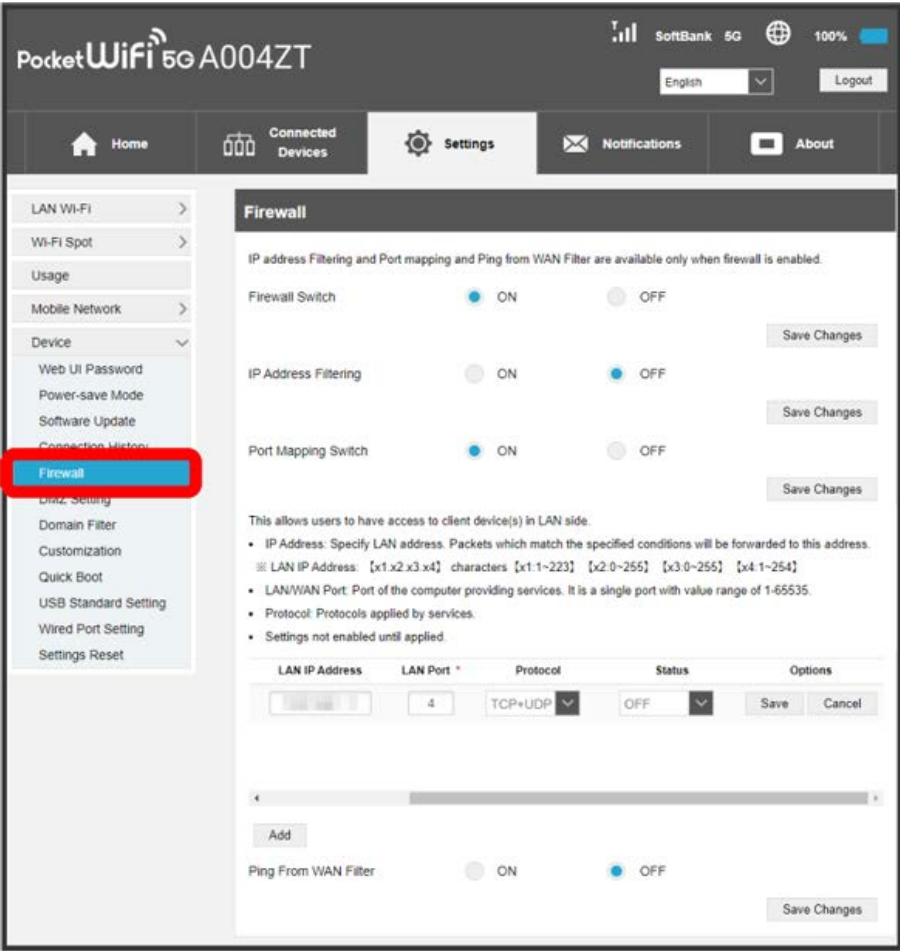 Pocket WiFi 5G A004ZT
SoftBank 5G 100%
English Logout
Home
Connected Devices
Settings
Notifications
About
LAN Wi-Fi
Wi-Fi Spot
Usage
Mobile Network
Device
Web UI Password
Power-save Mode
Software Update
Connection History
Firewall
DMZ Setting
Domain Filter
Customization
Quick Boot
USB Standard Setting
Wired Port Setting
Settings Reset
Firewall
IP address Filtering and Port mapping and Ping from WAN Filter are available only when firewall is enabled.
Firewall Switch ON OFF
Save Changes
IP Address Filtering ON OFF
Save Changes
Port Mapping Switch ON OFF
Save Changes
This allows users to have access to client device(s) in LAN side.
• IP Address: Specify LAN address. Packets which match the specified conditions will be forwarded to this address.
※ LAN IP Address: 【x1.x2.x3.x4】 characters【x1:1~223】 【x2:0~255】 【x3:0~255】 【x4:1~254】
• LAN/WAN Port: Port of the computer providing services. It is a single port with value range of 1-65535.
• Protocol: Protocols applied by services.
• Settings not enabled until applied.
LAN IP Address LAN Port * Protocol Status Options
4 TCP+UDP OFF Save Cancel
Add
Ping From WAN Filter ON OFF
Save Changes